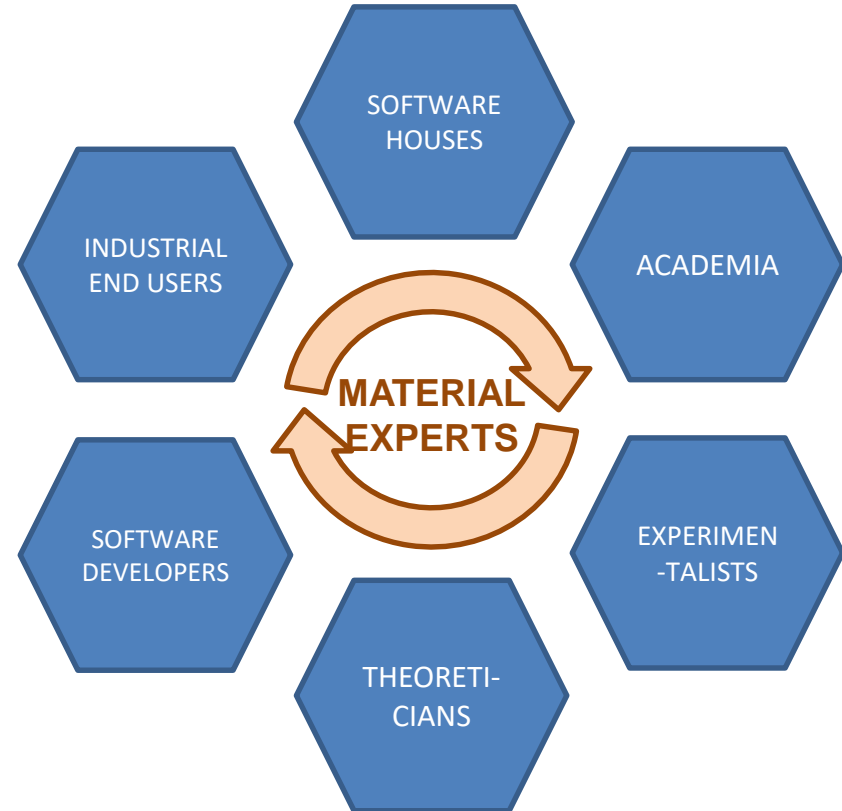 SOFTWARE
HOUSES
INDUSTRIAL
END USERS
ACADEMIA
MATERIAL
EXPERTS
SOFTWARE
DEVELOPERS
EXPERIMEN
-TALISTS
THEORETI-
CIANS